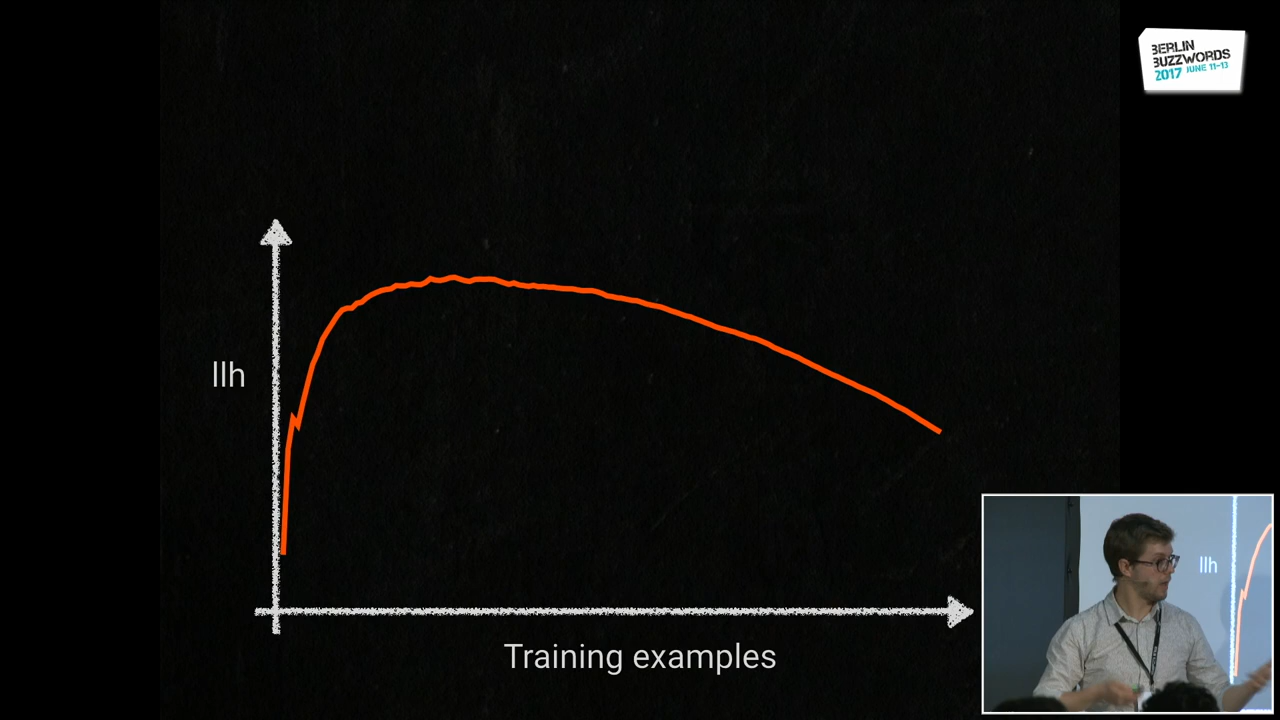 BERLIN
BUZZWORDS
2017 JUNE 11-13
llh
Training examples
llh